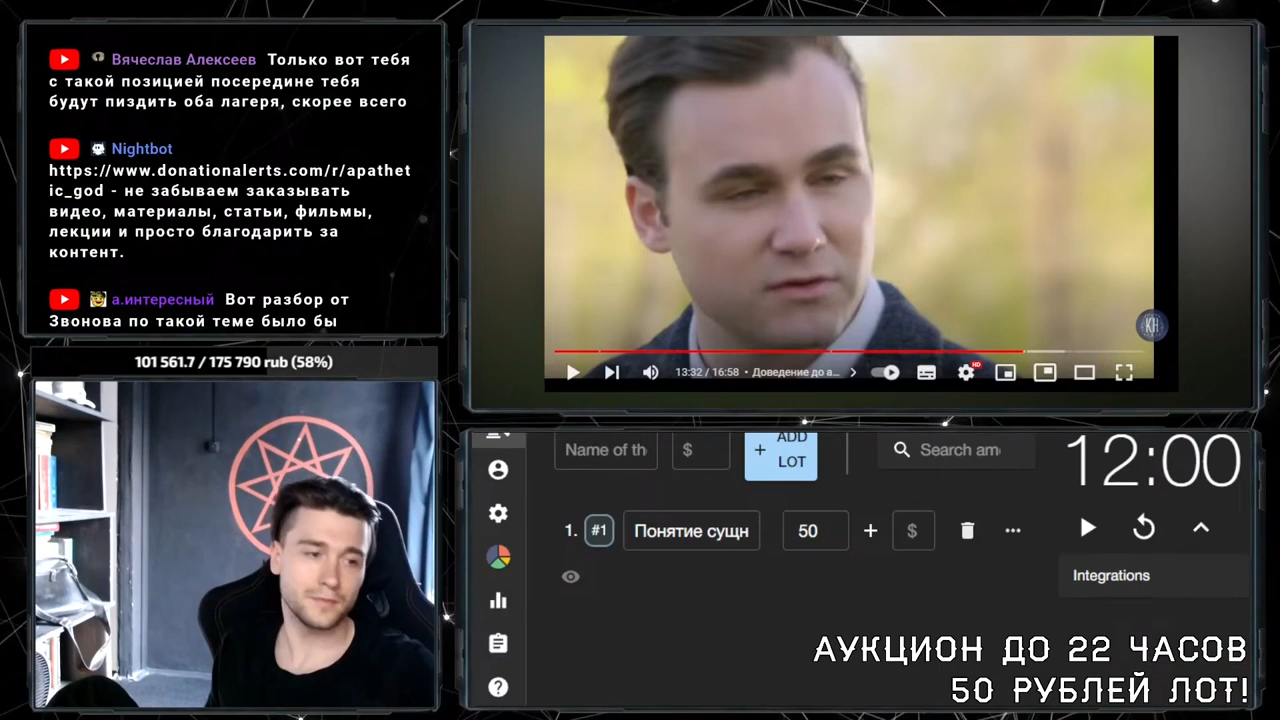 Вячеслав Алексеев Только вот тебя
с такой позицией посередине тебя
будут пиздить оба лагеря, скорее всего
Nightbot
https://www.donationalerts.com/r/apathet
ic_god - не забываем заказывать
видео, материалы, статьи, фильмы,
лекции и просто благодарить за
контент.
а.интересный Вот разбор от
Звонова по такой теме было бы
101 561.7 / 175 790 rub (58%)
KH
13:32 / 16:58 • Доведение до а...
HD
Name of th
$
+ ADD
LOT
Search am
12:00
1. #1 Понятие сущн 50 + $
Integrations
АУКЦИОН ДО 22 ЧАСОВ
50 РУБЛЕЙ ЛОТ!